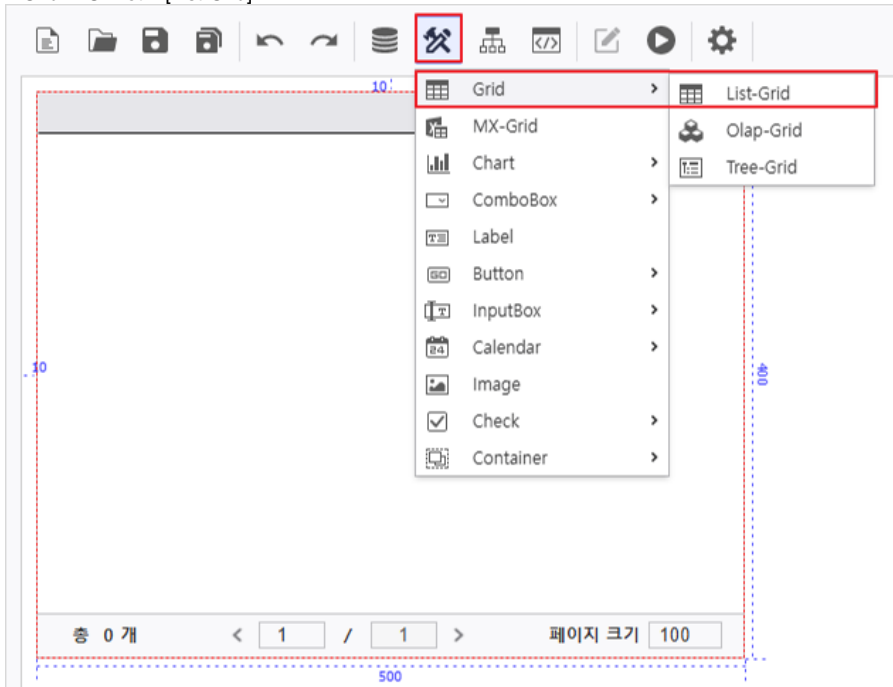 10
Grid
List-Grid
MX-Grid
Olap-Grid
Chart
Tree-Grid
ComboBox
Label
Button
InputBox
10
Calendar
400
Image
Check
Container
총 0 개 < 1 / 1 > 페이지 크기 100
500